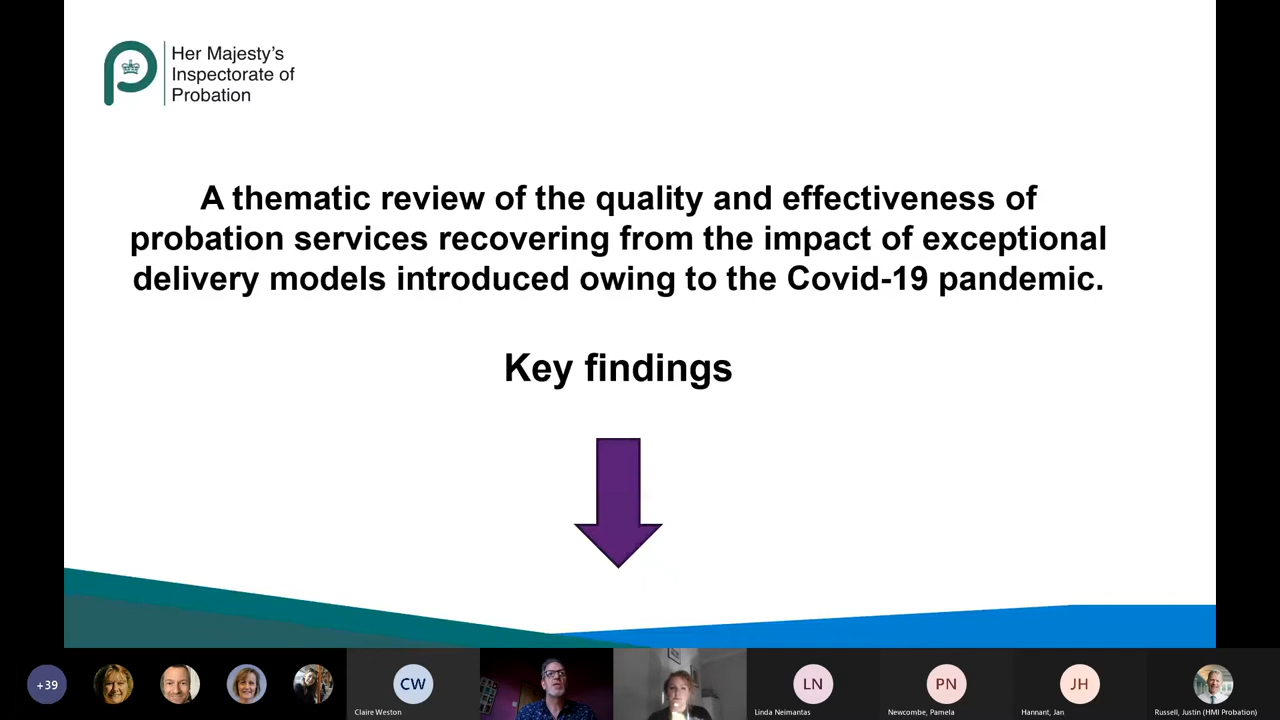 Her Majesty's
Inspectorate of
Probation
A thematic review of the quality and effectiveness of
probation services recovering from the impact of exceptional
delivery models introduced owing to the Covid-19 pandemic.
Key findings
+39
CW
Claire Weston
LN
Linda Neimantas
PN
Newcombe, Pamela
JH
Hannant, Jan
Russell, Justin (HMI Probation)